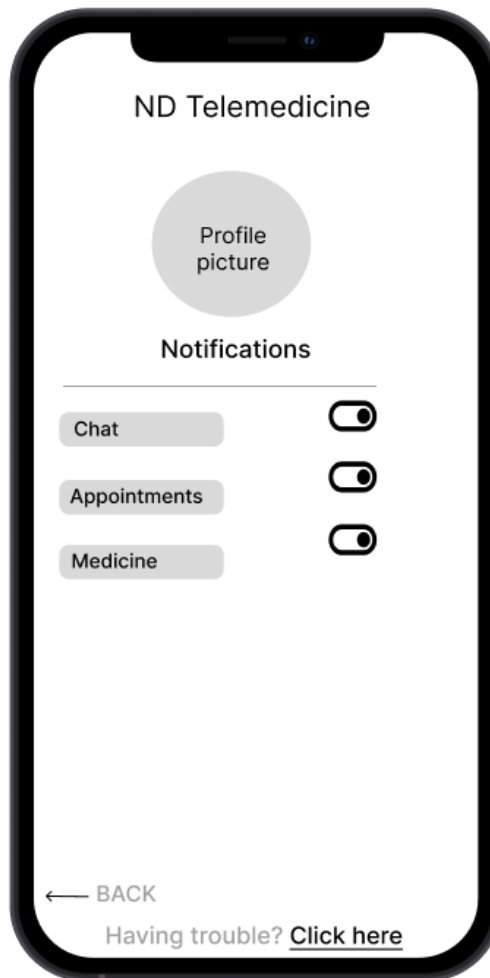 ND Telemedicine
Profile
picture
Notifications
Chat
Appointments
Medicine
BACK
Having trouble? Click here